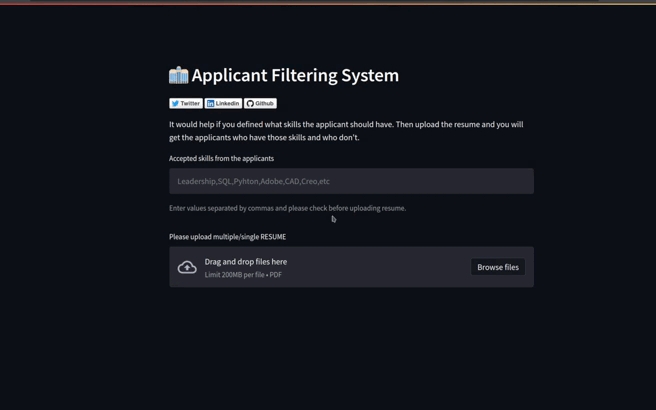 Applicant Filtering System
Twitter Linkedin Github
It would help if you defined what skills the applicant should have. Then upload the resume and you will
get the applicants who have those skills and who don't.
Accepted skills from the applicants
Leadership,SQL,Pyhton,Adobe,CAD,Creo,etc
Enter values separated by commas and please check before uploading resume.
Please upload multiple/single RESUME
Drag and drop files here
Limit 200MB per file • PDF
Browse files